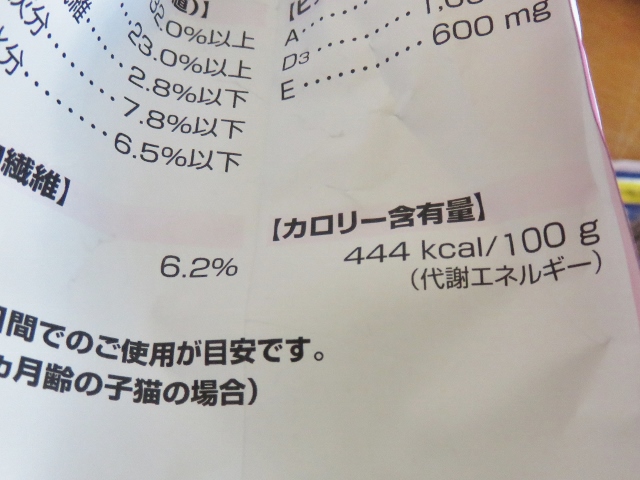 値)】
32.0%以上
23.0%以上
2.8%以下
7.8%以下
6.5%以下
A
D3
E
600 mg
繊維】
6.2%
【カロリー含有量】
444 kcal/100 g
(代謝エネルギー)
間でのご使用が目安です。
月齢の子猫の場合)